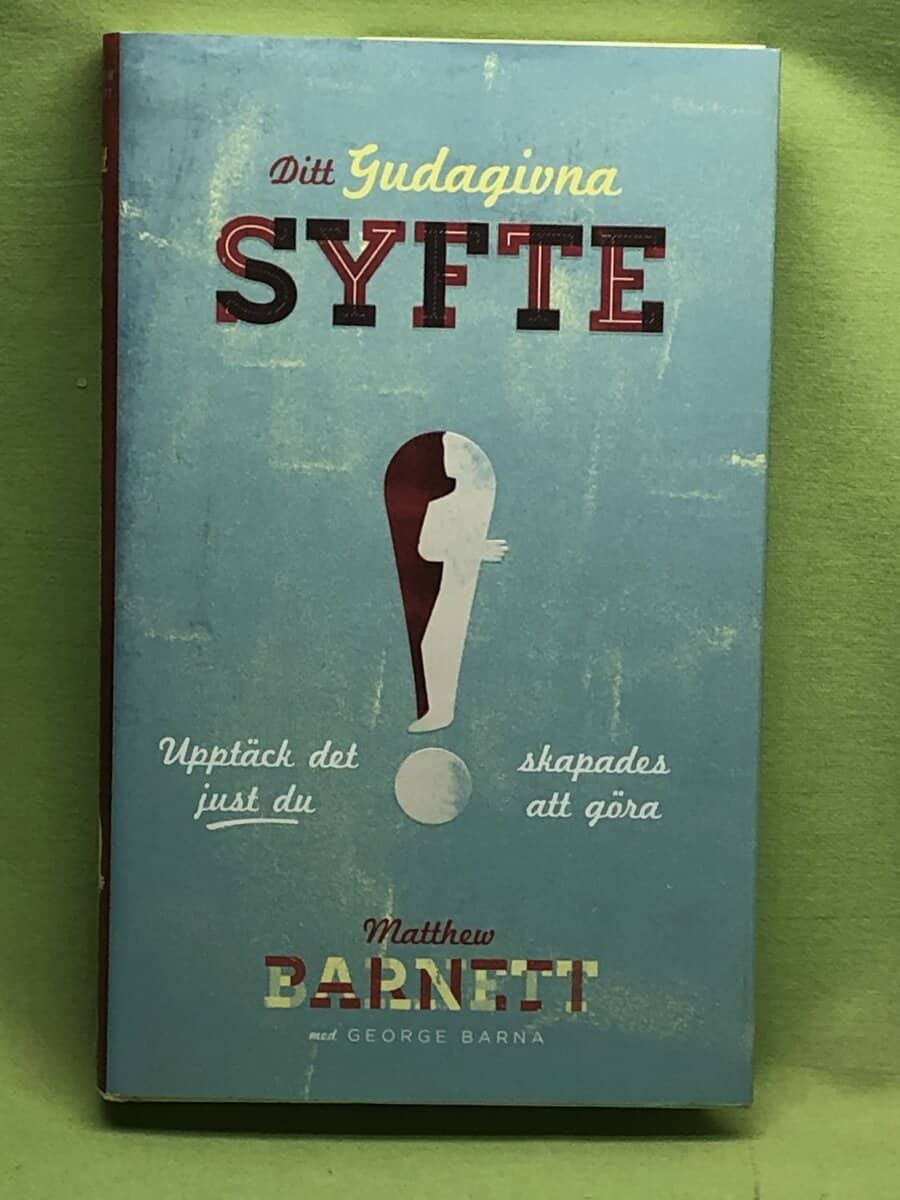 Ditt Gudagivna
SYFTE
Upptäck det
just du
skapades
att göra
Matthew
BARNETT
med GEORGE BARNA